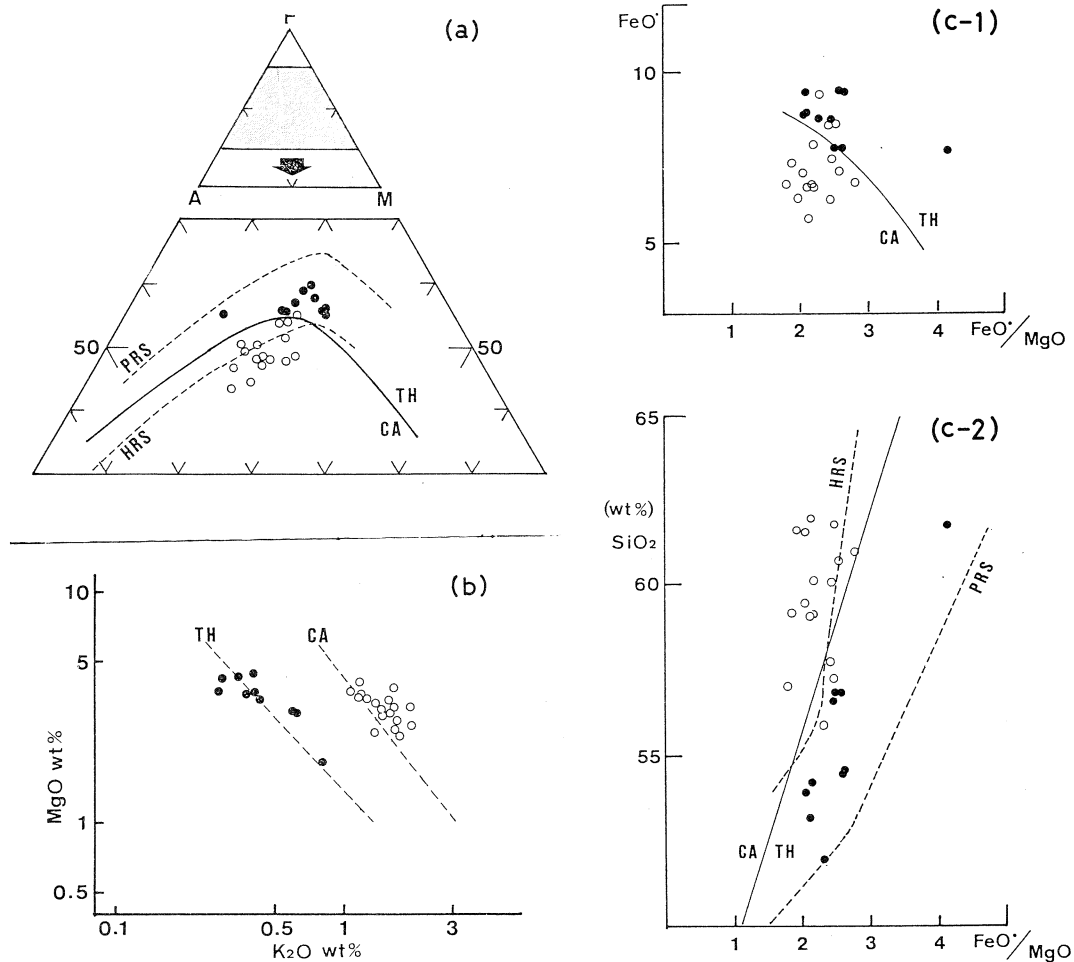 F
(a)
A
M
50
50
PRS
TH
CA
HRS
(b)
10
TH
CA
5
MgO wt%
1
0.5
0.1
0.5
1
3
K₂O wt%
(c-1)
FeO*
10
5
TH
CA
1
2
3
4
FeO*/MgO
(c-2)
65
HRS
(wt%)
SiO₂
60
PRS
55
CA
TH
1
2
3
4
FeO*/MgO